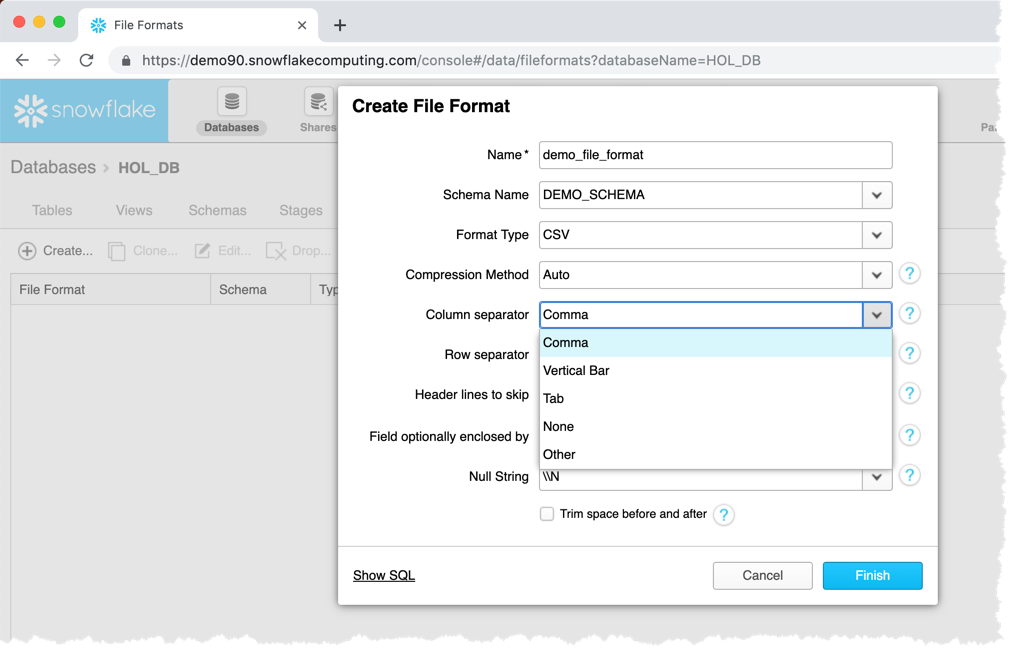 File Formats
https://demo90.snowflakecomputing.com/console#/data/fileformats?databaseName=HOL_DB
snowflake
Databases
Shares
Databases > HOL_DB
Tables Views Schemas Stages
Create... Clone... Edit... Drop...
File Format Schema
Create File Format
Name* demo_file_format
Schema Name DEMO_SCHEMA
Format Type CSV
Compression Method Auto ?
Column separator Comma ?
Comma
Row separator ?
Vertical Bar
Header lines to skip ?
Tab
Field optionally enclosed by ?
None
Other
Null String \\N ?
Trim space before and after ?
Show SQL Cancel Finish